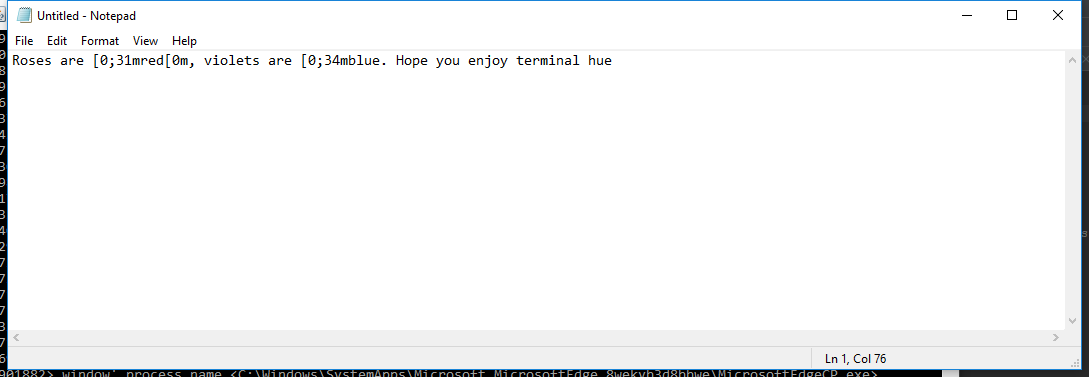 Untitled - Notepad
File Edit Format View Help
Roses are [0;31mred[0m, violets are [0;34mblue. Hope you enjoy terminal hue
Ln 1, Col 76
901882> window' process name <C:\Windows\SystemApps\Microsoft.MicrosoftEdge_8wekyb3d8bbwe\MicrosoftEdgeCP.exe>